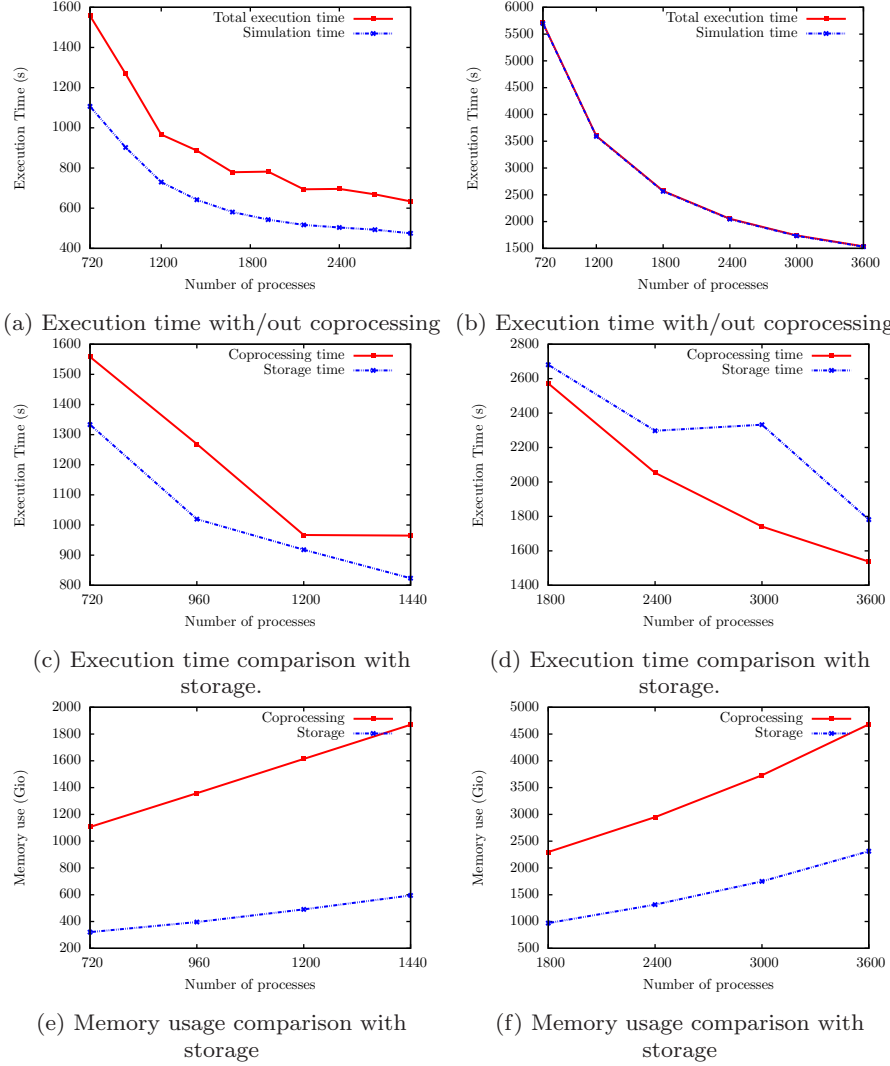 1600
1400
1200
1000
800
600
400
720
1200
1800
2400
Execution Time (s)
Number of processes
Total execution time
Simulation time
(a) Execution time with/out coprocessing
6000
5500
5000
4500
4000
3500
3000
2500
2000
1500
720
1200
1800
2400
3000
3600
Execution Time (s)
Number of processes
Total execution time
Simulation time
(b) Execution time with/out coprocessing
1600
1500
1400
1300
1200
1100
1000
900
800
720
960
1200
1440
Execution Time (s)
Number of processes
Coprocessing time
Storage time
(c) Execution time comparison with
storage.
2800
2600
2400
2200
2000
1800
1600
1400
1800
2400
3000
3600
Execution Time (s)
Number of processes
Coprocessing time
Storage time
(d) Execution time comparison with
storage.
2000
1800
1600
1400
1200
1000
800
600
400
200
720
960
1200
1440
Memory use (Gio)
Number of processes
Coprocessing
Storage
(e) Memory usage comparison with
storage
5000
4500
4000
3500
3000
2500
2000
1500
1000
500
1800
2400
3000
3600
Memory use (Gio)
Number of processes
Coprocessing
Storage
(f) Memory usage comparison with
storage